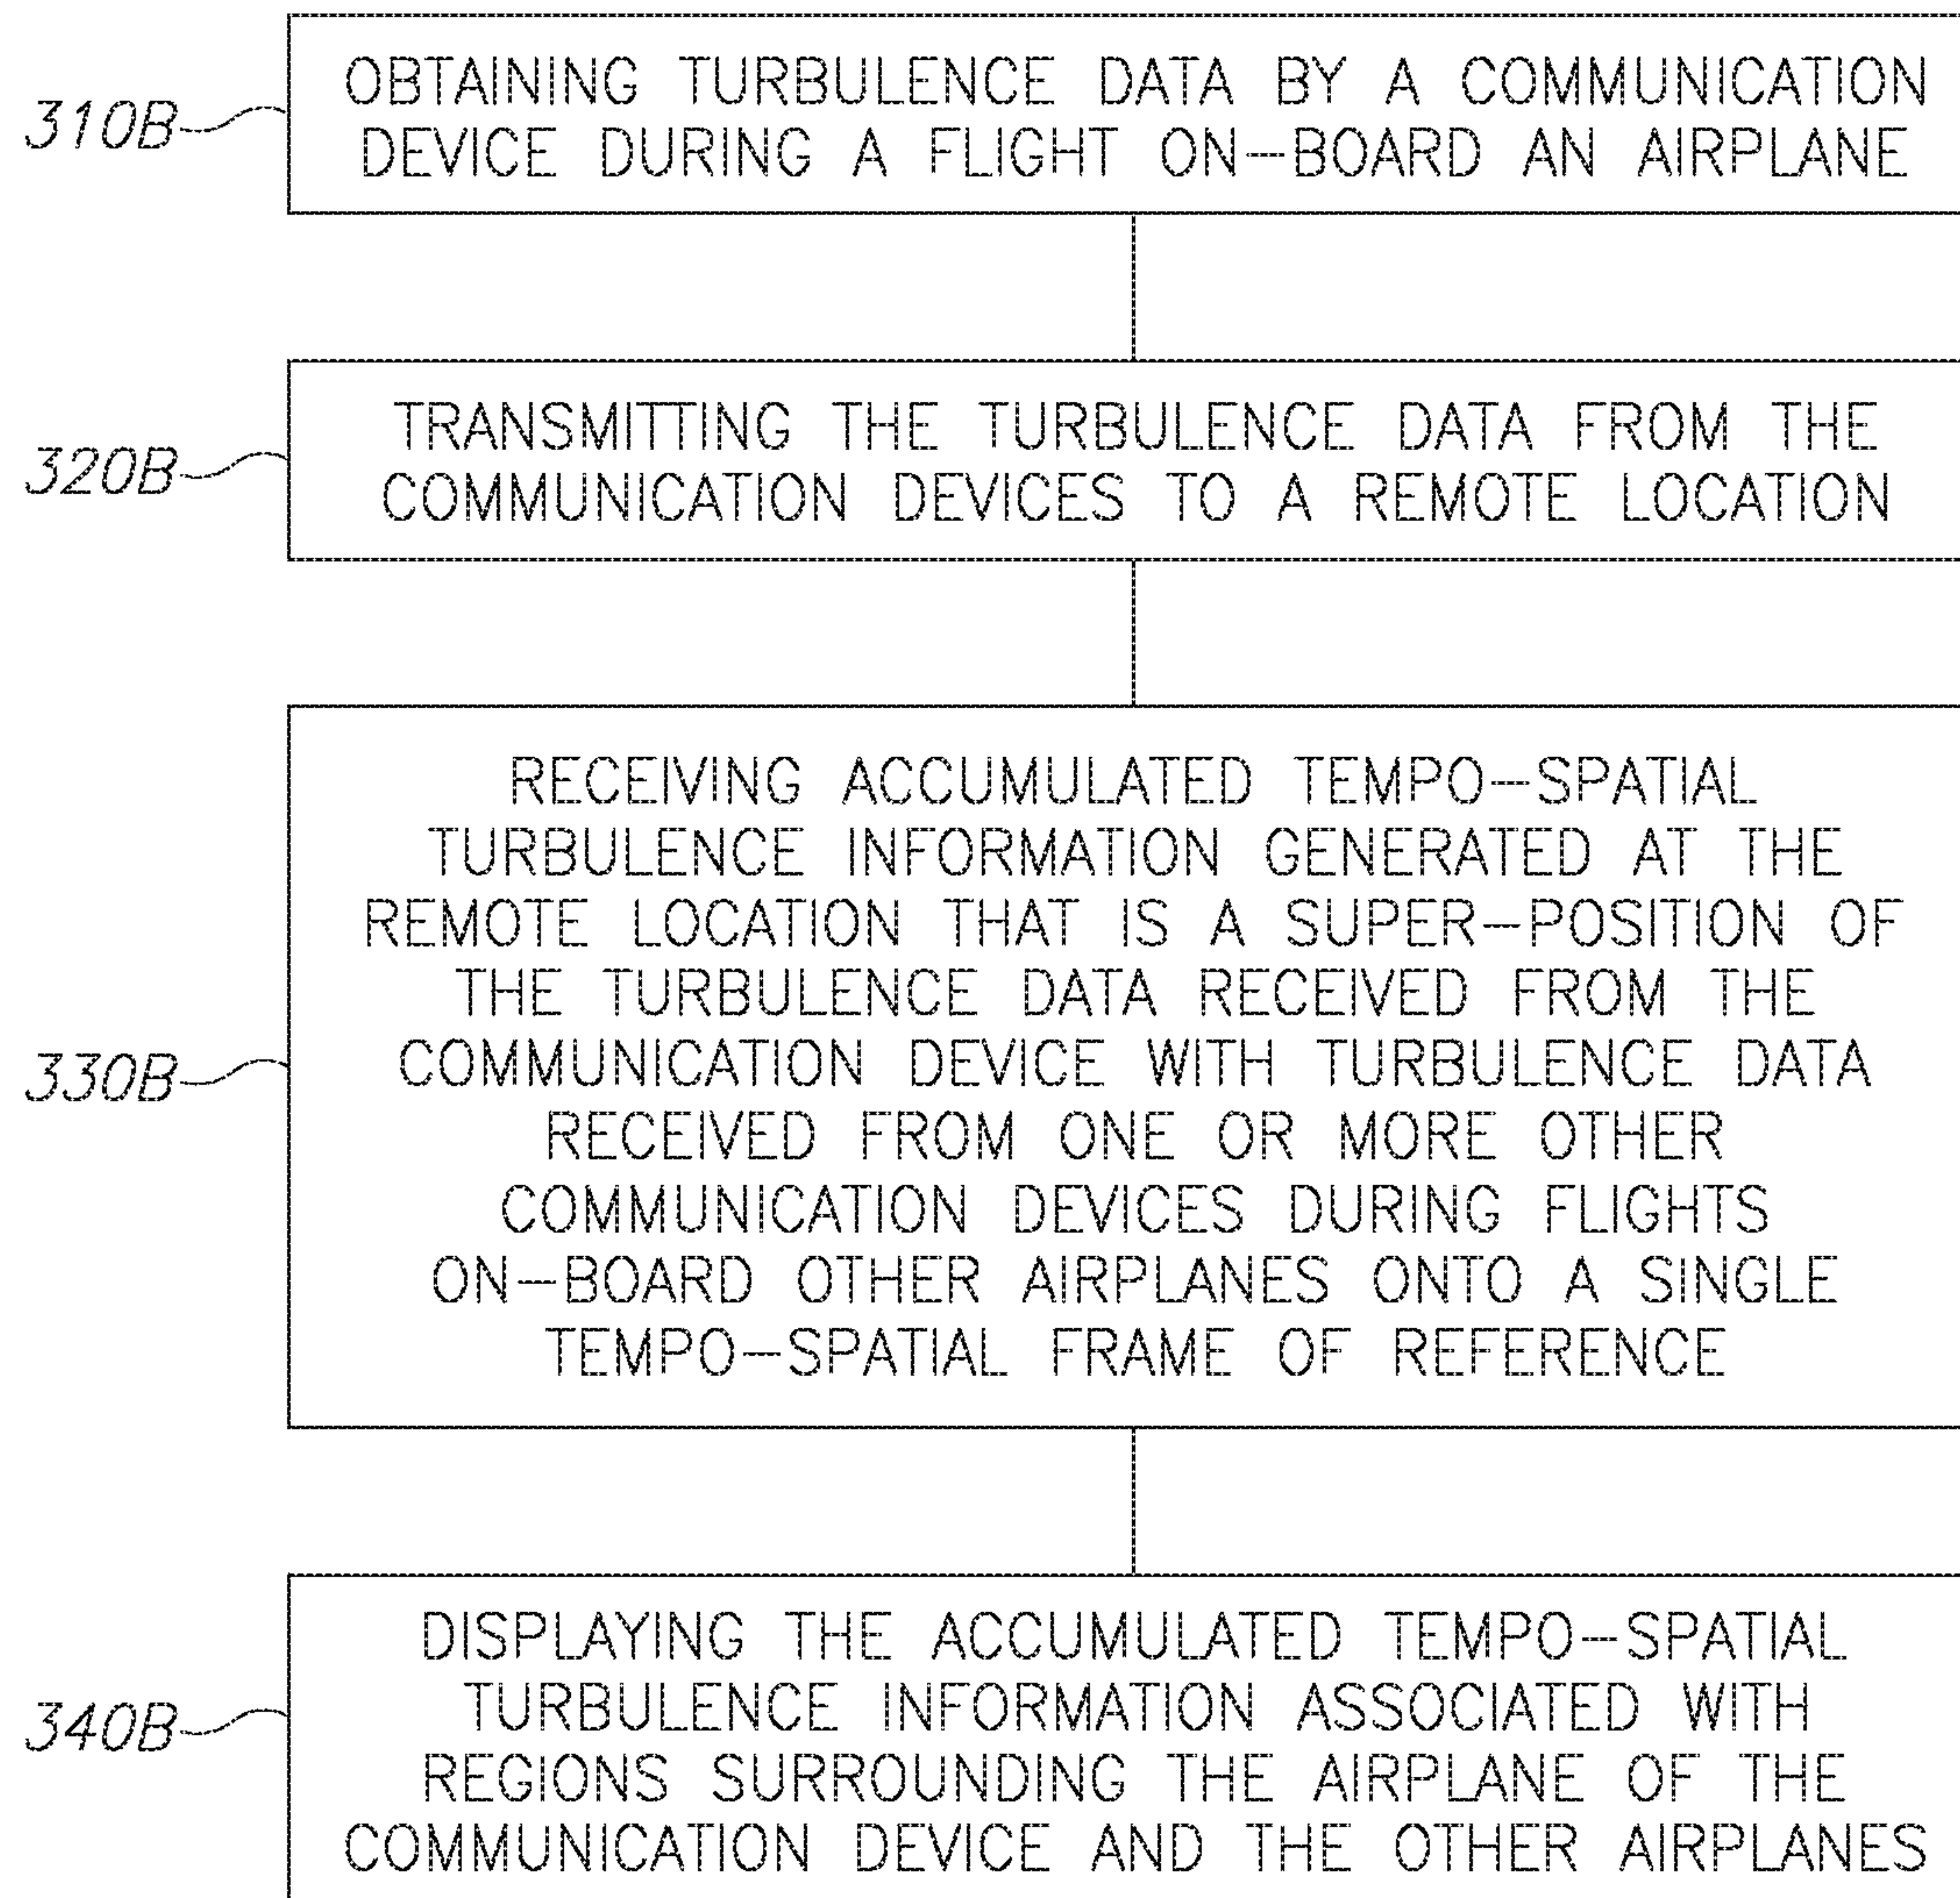 OBTAINING TURBULENCE DATA BY A COMMUNICATION
310B
DEVICE DURING A FLIGHT ON-BOARD AN AIRPLANE
TRANSMITTING THE TURBULENCE DATA FROM THE
320B
COMMUNICATION DEVICES TO A REMOTE LOCATION
RECEIVING ACCUMULATED TEMPO-SPATIAL
TURBULENCE INFORMATION GENERATED AT THE
REMOTE LOCATION THAT IS A SUPER-POSITION OF
THE TURBULENCE DATA RECEIVED FROM THE
330B
COMMUNICATION DEVICE WITH TURBULENCE DATA
RECEIVED FROM ONE OR MORE OTHER
COMMUNICATION DEVICES DURING FLIGHTS
ON-BOARD OTHER AIRPLANES ONTO A SINGLE
TEMPO-SPATIAL FRAME OF REFERENCE
DISPLAYING THE ACCUMULATED TEMPO-SPATIAL
TURBULENCE INFORMATION ASSOCIATED WITH
340B
REGIONS SURROUNDING THE AIRPLANE OF THE
COMMUNICATION DEVICE AND THE OTHER AIRPLANES